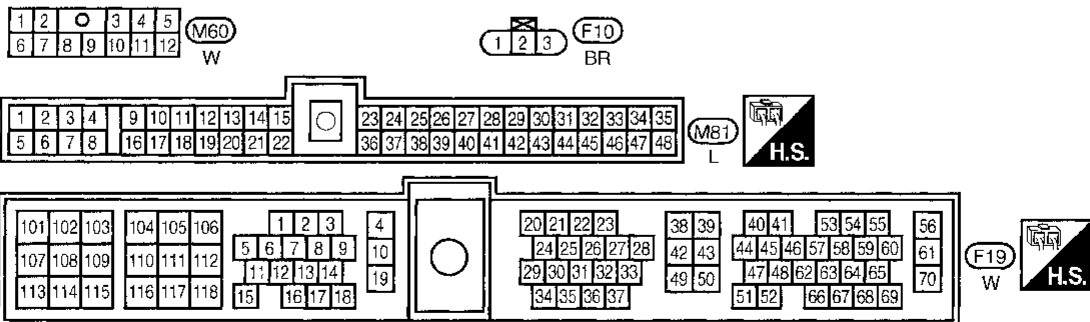 1 2 3 4 5
6 7 8 9 10 11 12
M60
W
1 2 3
F10
BR
1 2 3 4 9 10 11 12 13 14 15 23 24 25 26 27 28 29 30 31 32 33 34 35
5 6 7 8 16 17 18 19 20 21 22 36 37 38 39 40 41 42 43 44 45 46 47 48
M81
L
H.S.
101 102 103 104 105 106 1 2 3 4 20 21 22 23 38 39 40 41 53 54 55 56
107 108 109 110 111 112 5 6 7 8 9 10 24 25 26 27 28 42 43 44 45 46 57 58 59 60 61
113 114 115 116 117 118 11 12 13 14 19 29 30 31 32 33 49 50 47 48 62 63 64 65 70
15 16 17 18 34 35 36 37 51 52 66 67 68 69
F19
W
H.S.